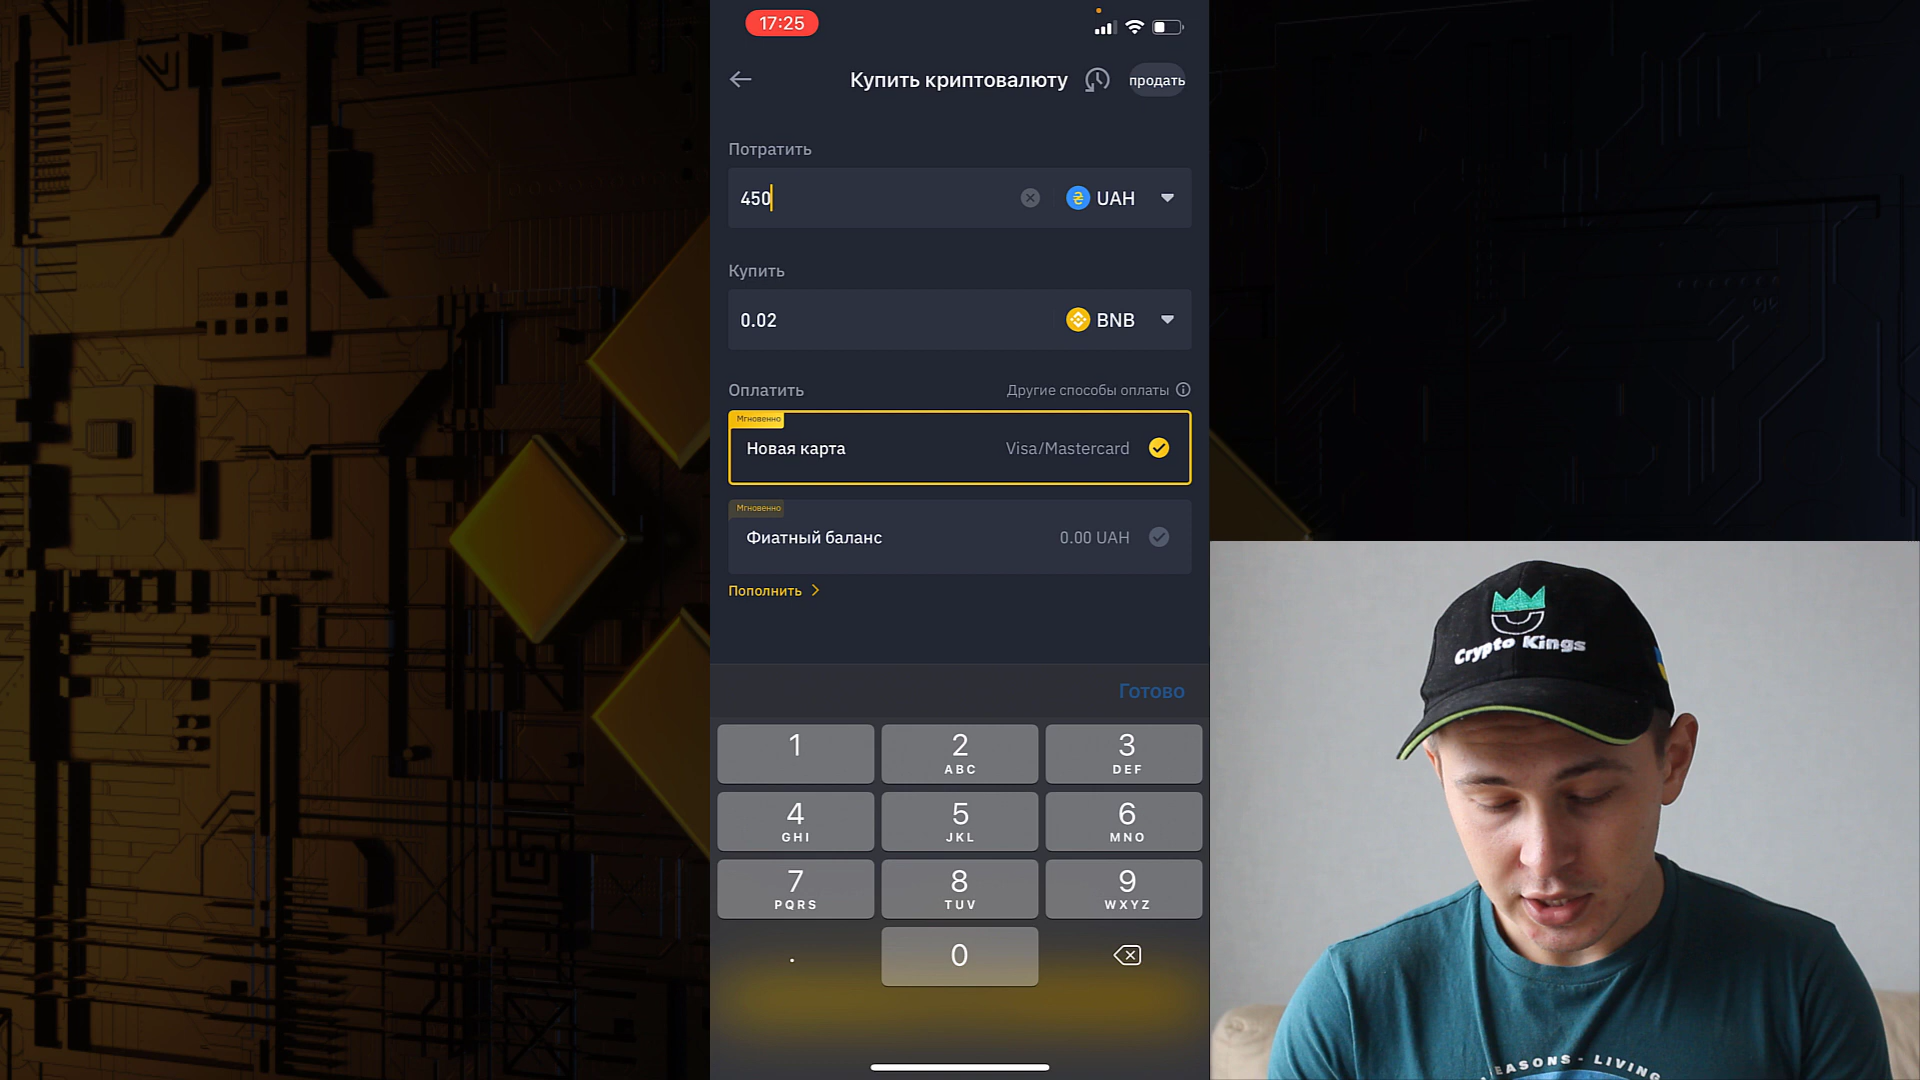 17:25
Купить криптовалюту
продать
Потратить
450
UAH
Купить
0.02
BNB
Оплатить
Другие способы оплаты
Мгновенно
Новая карта
Visa/Mastercard
Мгновенно
Фиатный баланс
0.00 UAH
Пополнить
Готово
1
2
ABC
3
DEF
4
GHI
5
JKL
6
MNO
7
PQRS
8
TUV
9
WXYZ
.
0
Crypto Kings
EASONS - LIVING